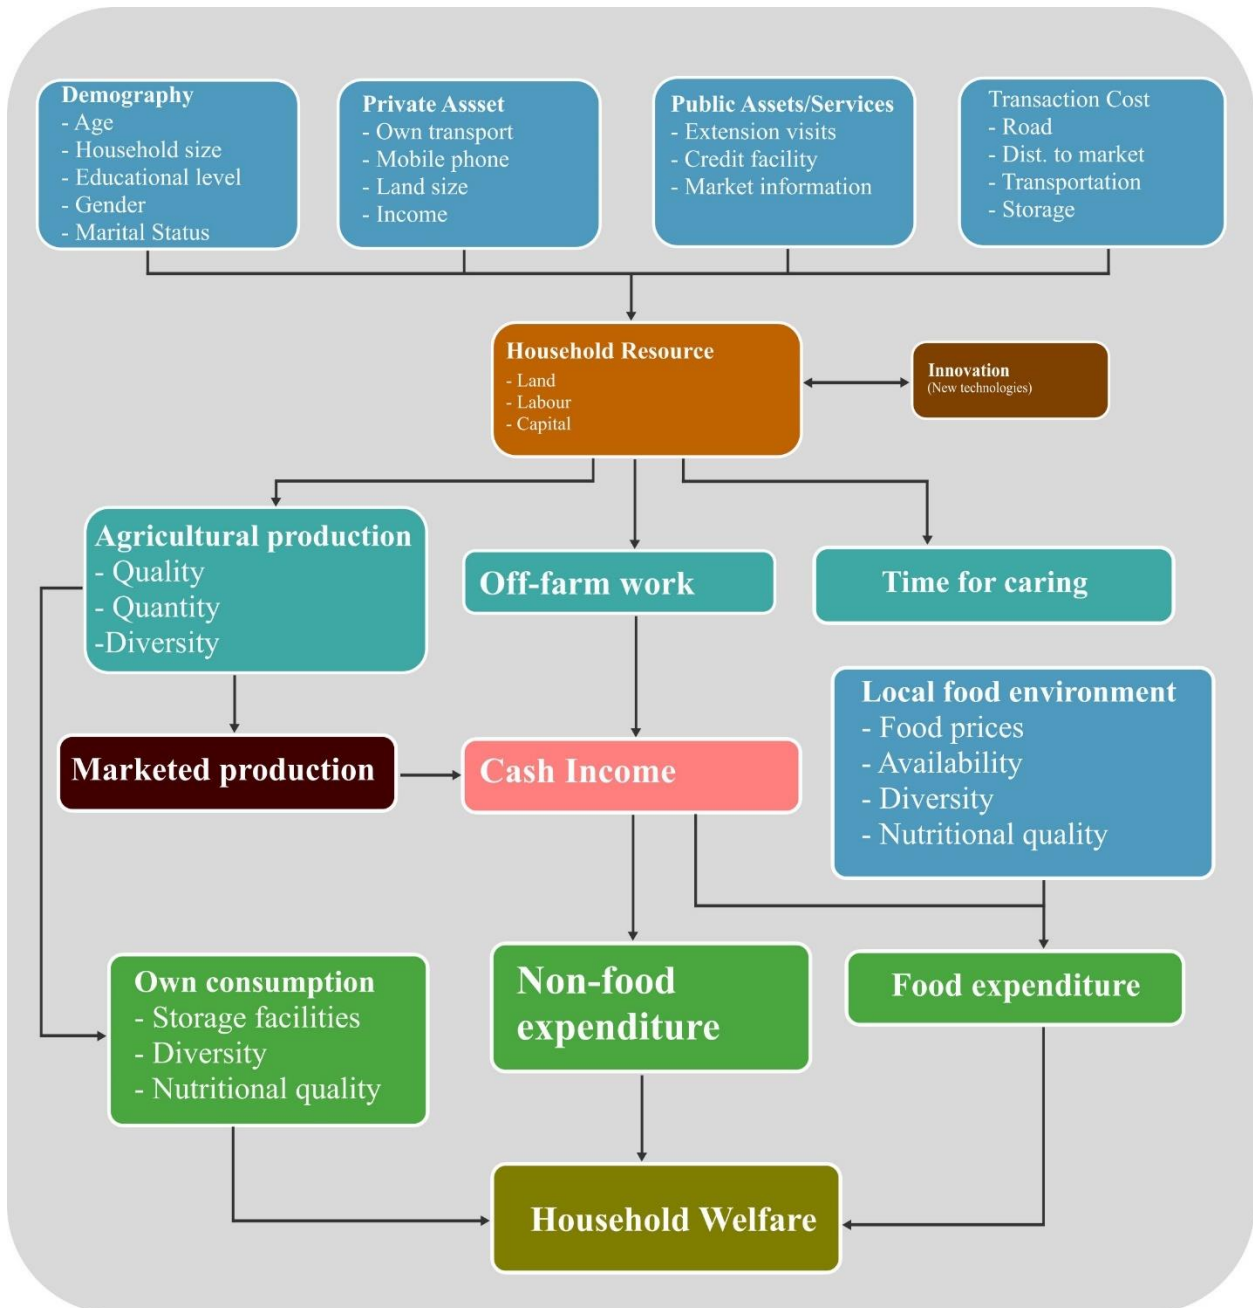 Demography
- Age
- Household size
- Educational level
- Gender
- Marital Status
Private Assset
- Own transport
- Mobile phone
- Land size
- Income
Public Assets/Services
- Extension visits
- Credit facility
- Market information
Transaction Cost
- Road
- Dist. to market
- Transportation
- Storage
Household Resource
- Land
- Labour
- Capital
Innovation
(New technologies)
Agricultural production
- Quality
- Quantity
-Diversity
Off-farm work
Time for caring
Local food environment
- Food prices
- Availability
- Diversity
- Nutritional quality
Marketed production
Cash Income
Own consumption
- Storage facilities
- Diversity
- Nutritional quality
Non-food
expenditure
Food expenditure
Household Welfare